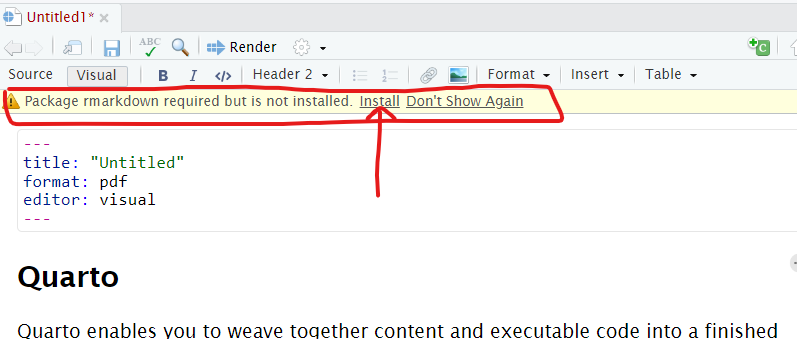 Untitled1*
ABC
Render
C
Source Visual B I </> Header 2 Format Insert Table
Package rmarkdown required but is not installed. Install Don't Show Again
---
title: "Untitled"
format: pdf
editor: visual
---
Quarto
Quarto enables you to weave together content and executable code into a finished